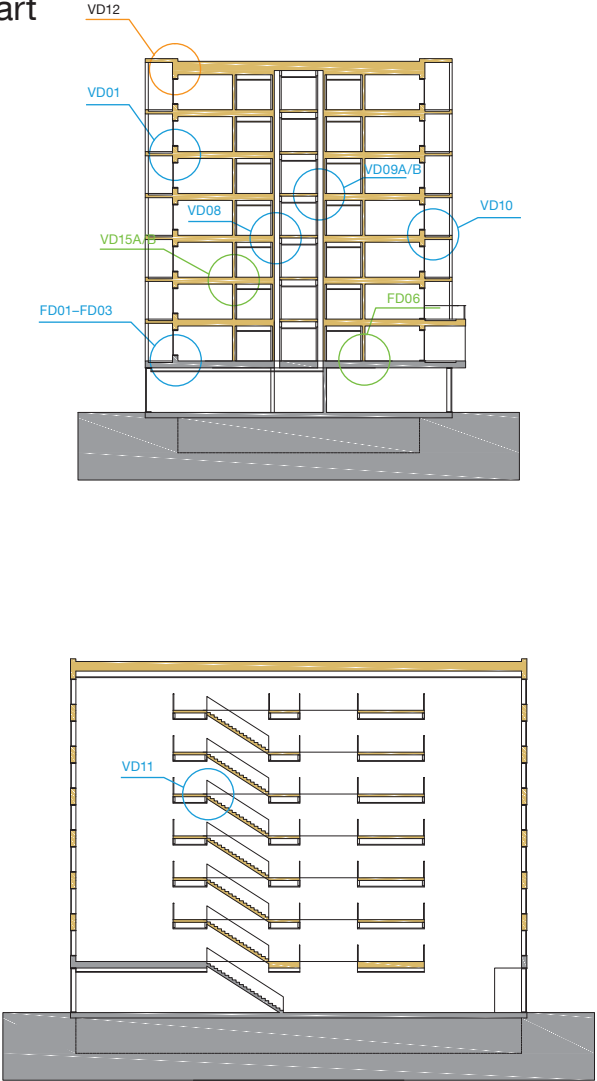 art
VD12
VD01
VD09A/B
VD10
VD08
VD15A/B
FD06
FD01–FD03
VD11